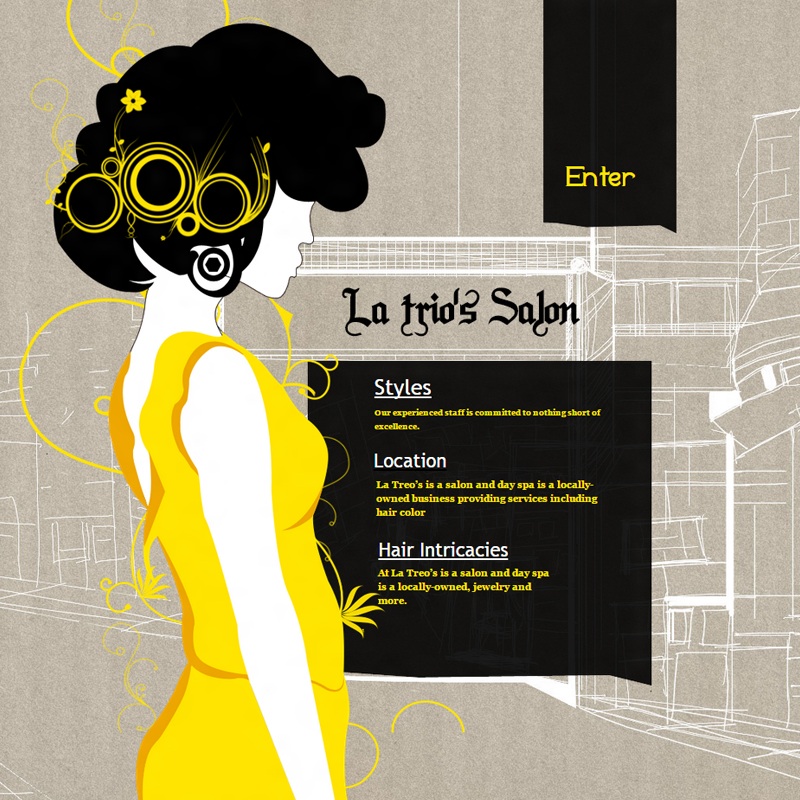 Enter
La trio's Salon
Styles
Our experienced staff is committed to nothing short of
excellence.
Location
La Treo's is a salon and day spa is a locally-
owned business providing services including
hair color
Hair Intricacies
At La Treo's is a salon and day spa
is a locally-owned, jewelry and
more.